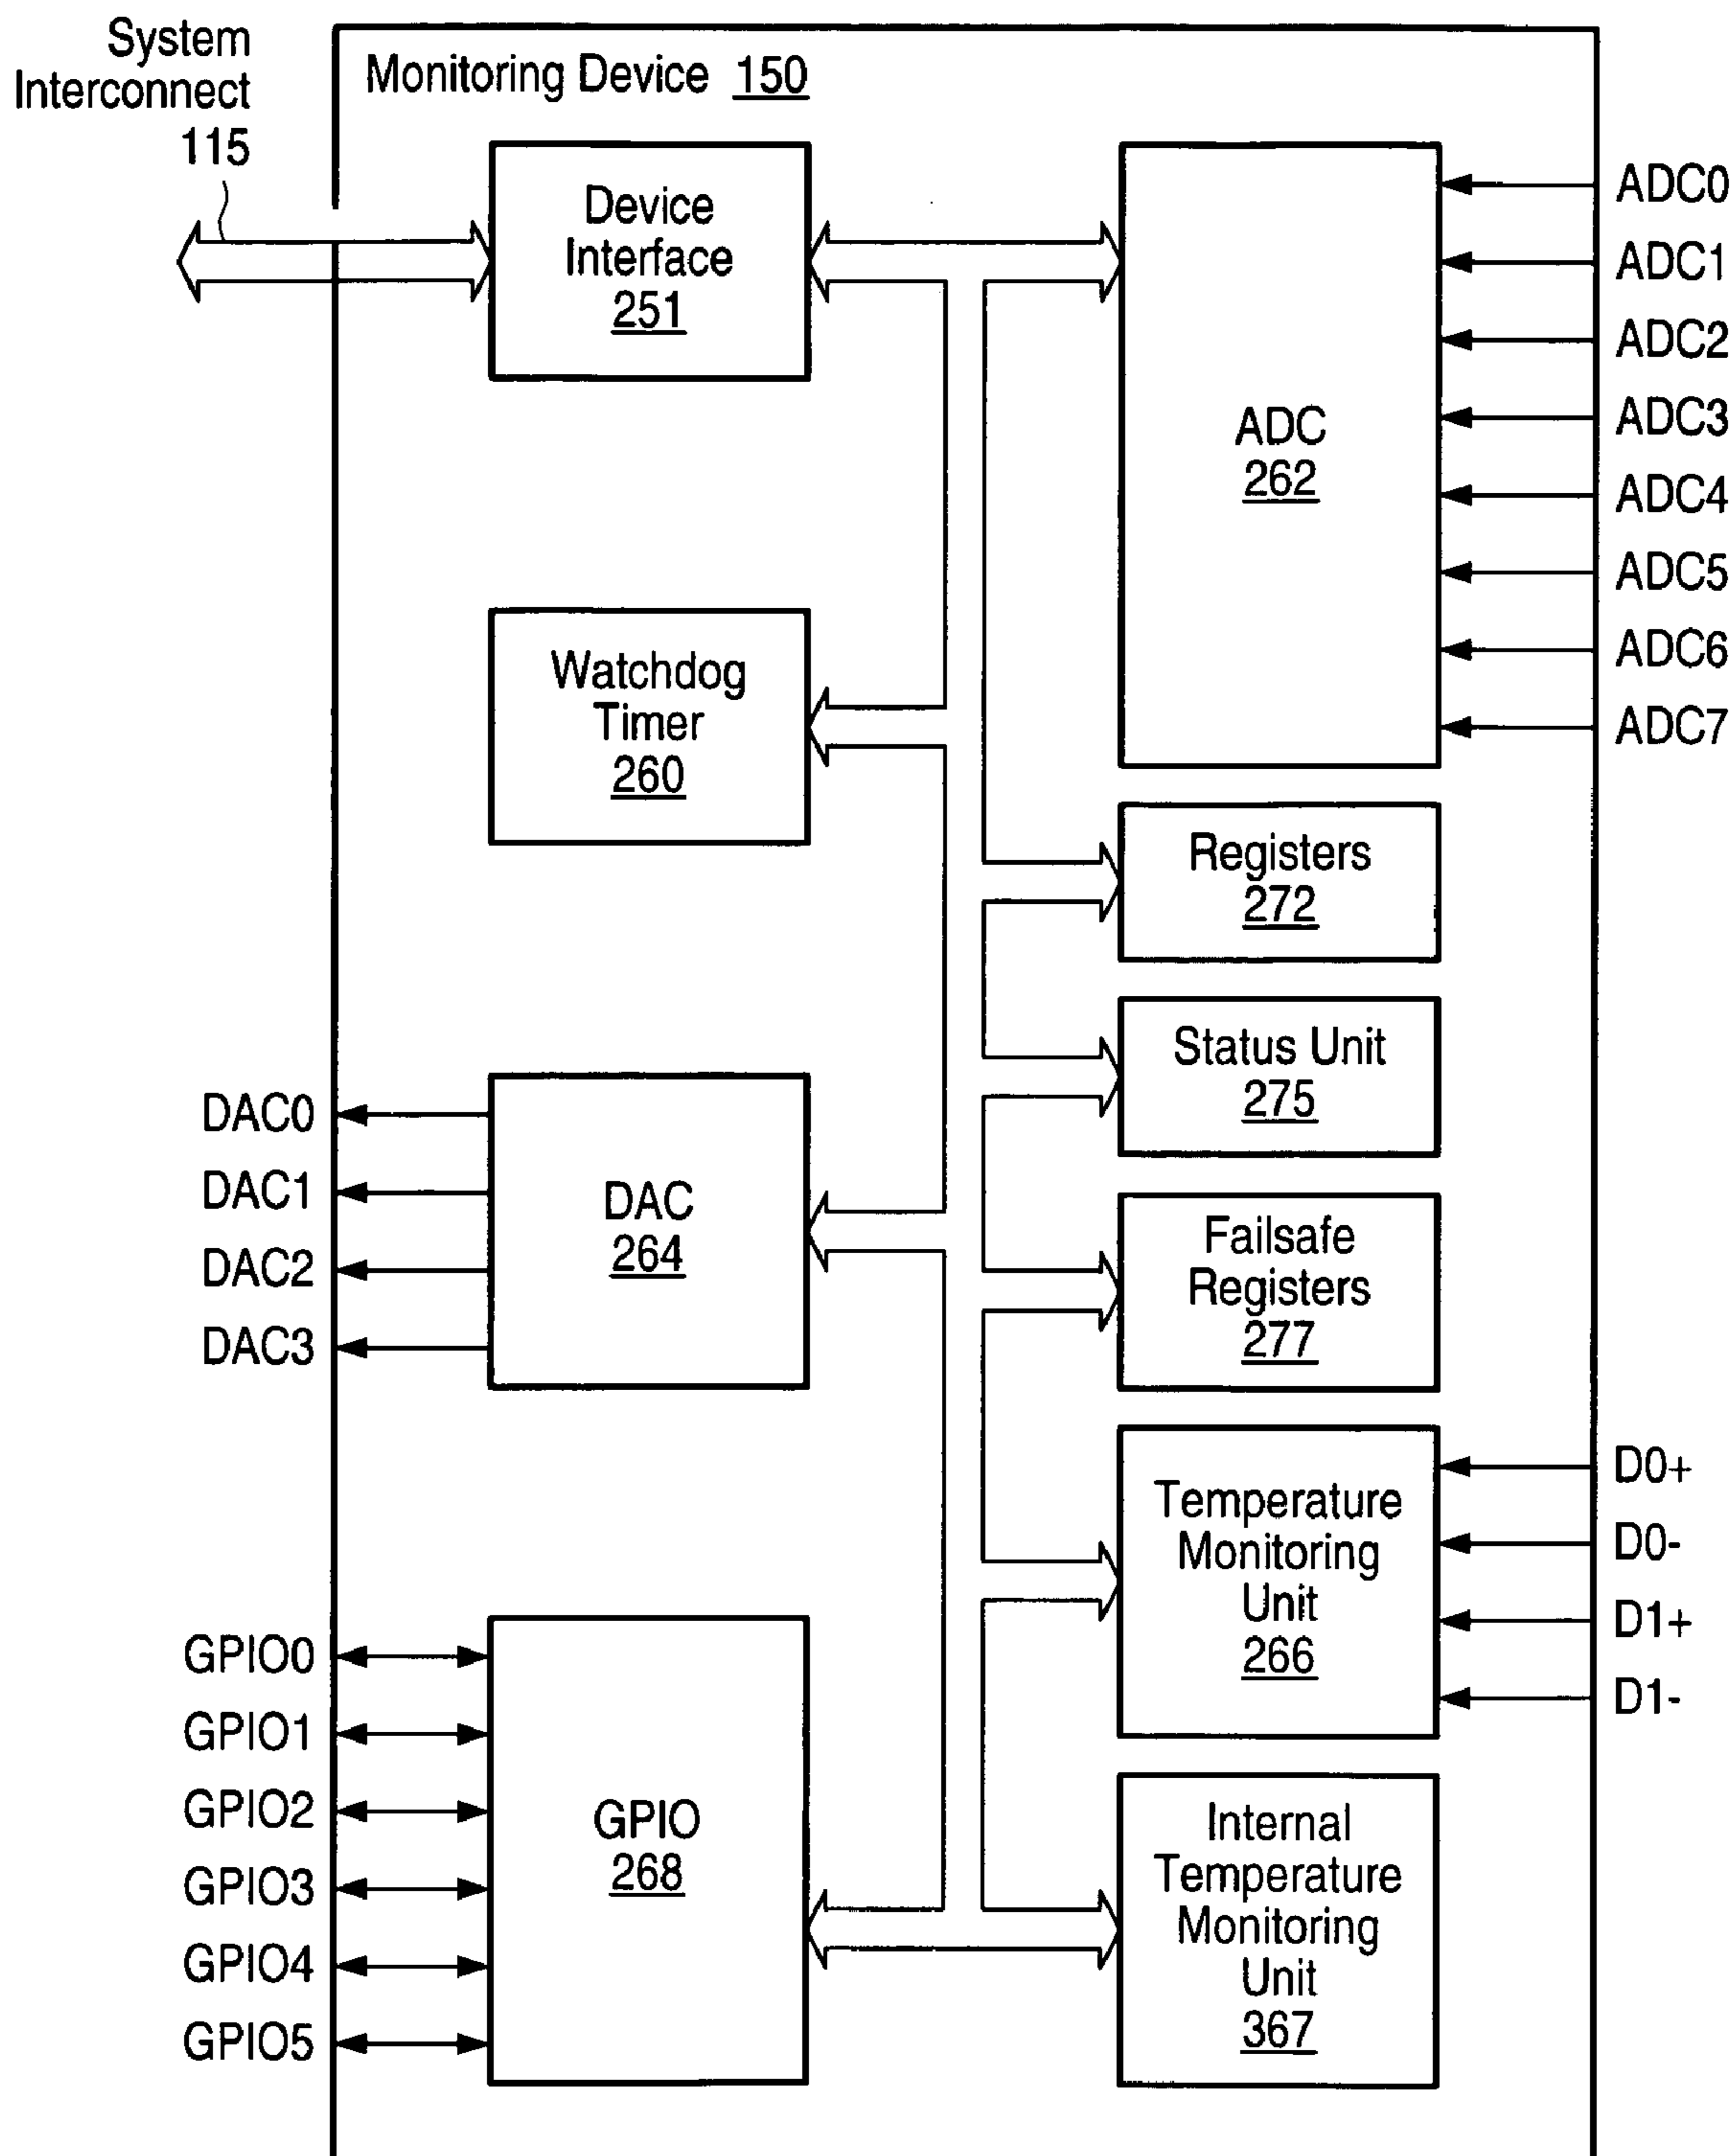 System
Interconnect
115
Monitoring Device 150
Device
Interface
251
ADC
262
ADC0
ADC1
ADC2
ADC3
ADC4
ADC5
ADC6
ADC7
Watchdog
Timer
260
Registers
272
Status Unit
275
DAC0
DAC1
DAC2
DAC3
DAC
264
Failsafe
Registers
277
Temperature
Monitoring
Unit
266
D0+
D0-
D1+
D1-
GPIO0
GPIO1
GPIO2
GPIO3
GPIO4
GPIO5
GPIO
268
Internal
Temperature
Monitoring
Unit
367